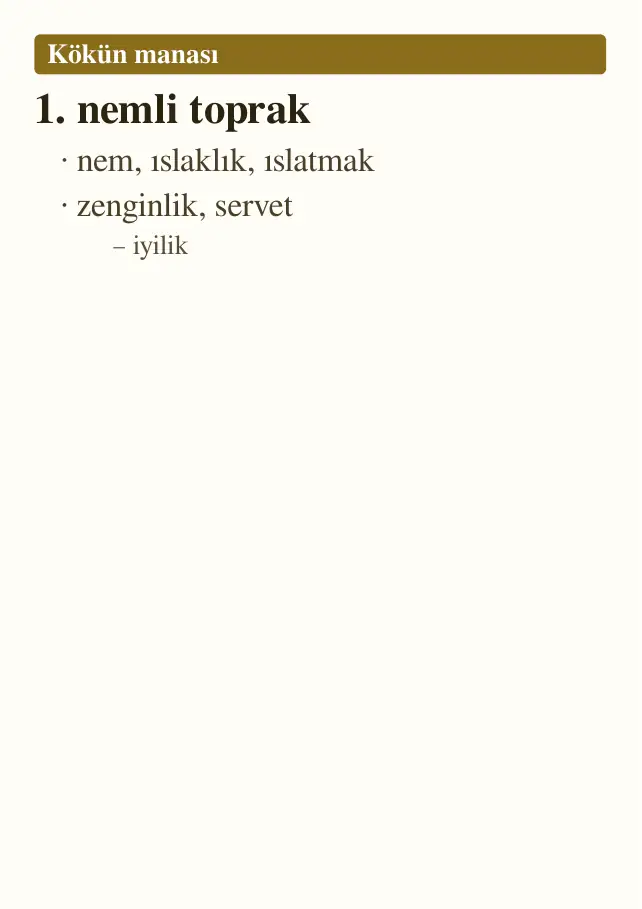 Kökün manası
1. nemli toprak
· nem, ıslaklık, ıslatmak
· zenginlik, servet
– iyilik